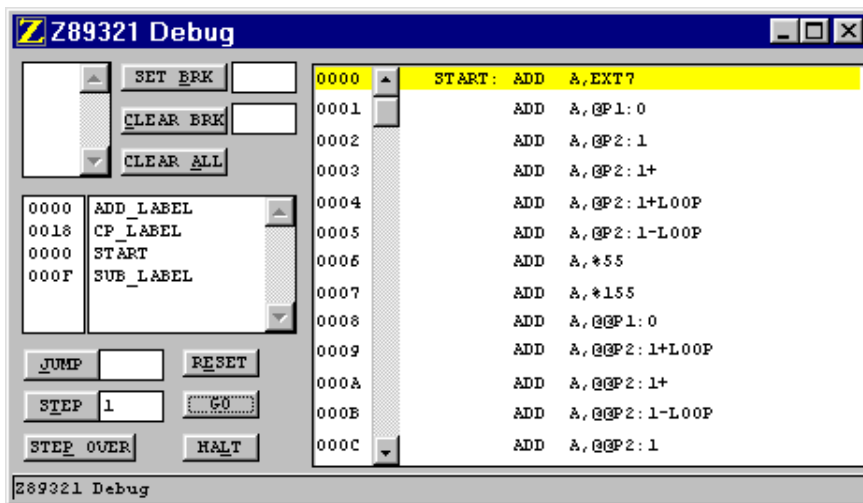 Z Z89321 Debug
SET BRK
CLEAR BRK
CLEAR ALL
0000 ADD_LABEL
0018 CP_LABEL
0000 START
000F SUB_LABEL
JUMP
RESET
STEP 1
GO
STEP OVER
HALT
0000 START: ADD A,EXT7
0001 ADD A,@P1:0
0002 ADD A,@P2:1
0003 ADD A,@P2:1+
0004 ADD A,@P2:1+LOOP
0005 ADD A,@P2:1-LOOP
0006 ADD A,%55
0007 ADD A,%155
0008 ADD A,@@P1:0
0009 ADD A,@@P2:1+LOOP
000A ADD A,@@P2:1+
000B ADD A,@@P2:1-LOOP
000C ADD A,@@P2:1
Z89321 Debug